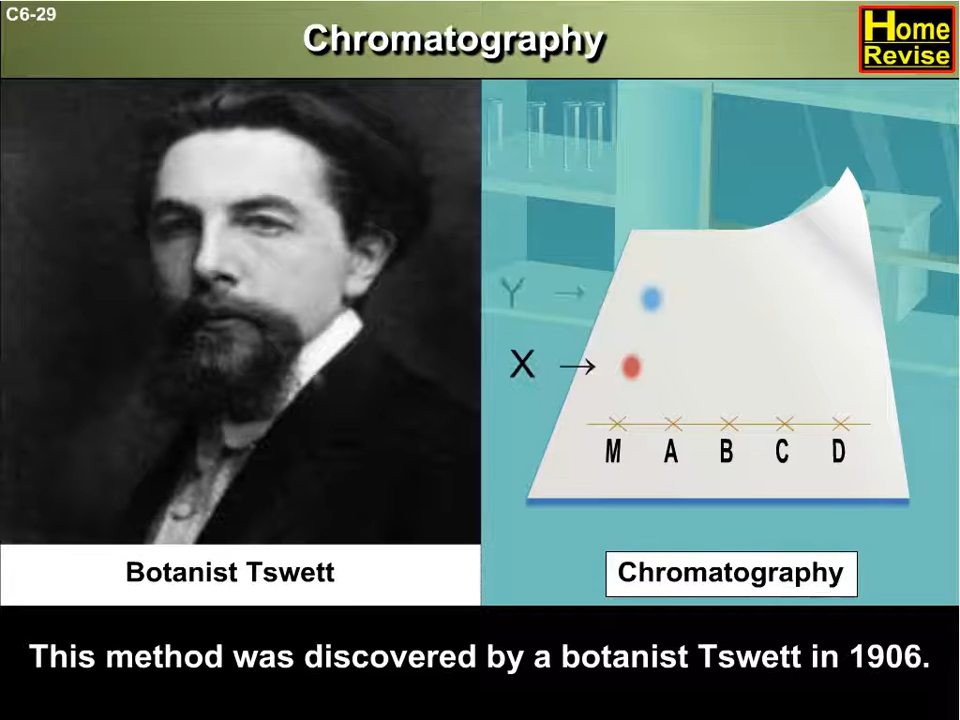 C6-29
Chromatography
Home
Revise
Y →
X →
M A B C D
Botanist Tswett
Chromatography
This method was discovered by a botanist Tswett in 1906.